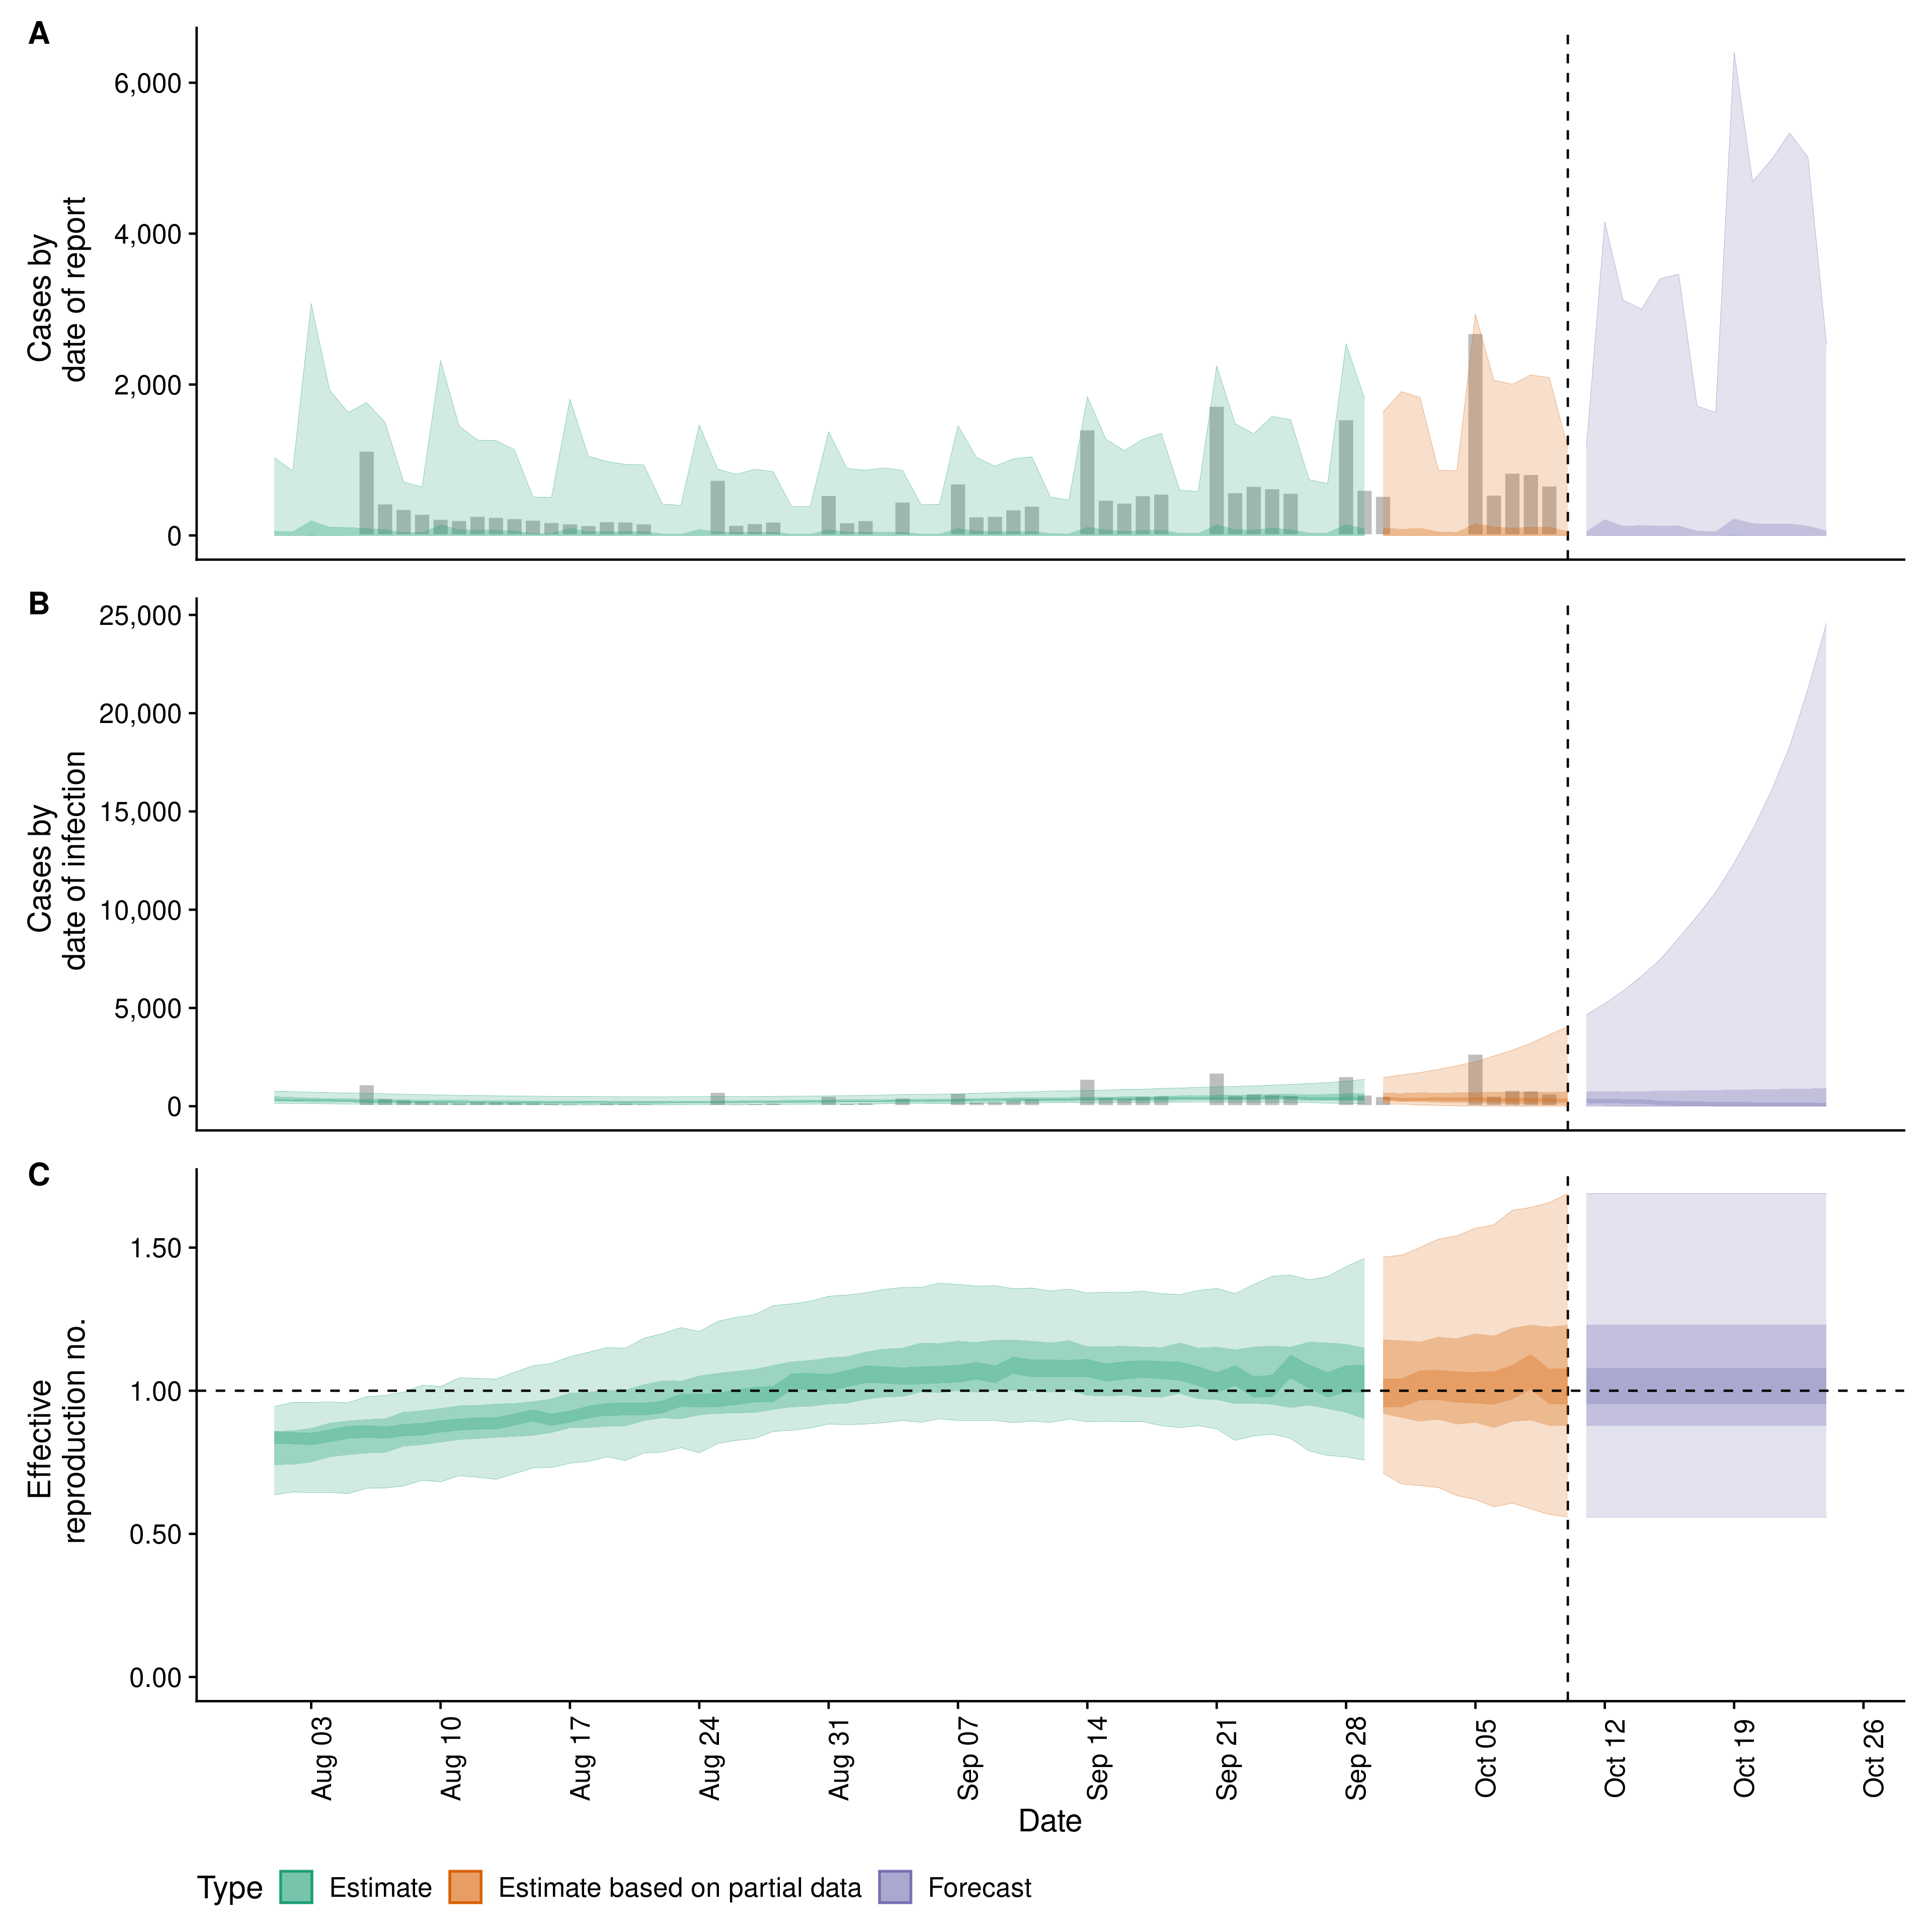 A
Cases by
date of report
6,000
4,000
2,000
0
B
Cases by
date of infection
25,000
20,000
15,000
10,000
5,000
0
C
Effective
reproduction no.
1.50
1.00
0.50
0.00
Aug 03
Aug 10
Aug 17
Aug 24
Aug 31
Sep 07
Sep 14
Sep 21
Sep 28
Oct 05
Oct 12
Oct 19
Oct 26
Date
Type Estimate Estimate based on partial data Forecast